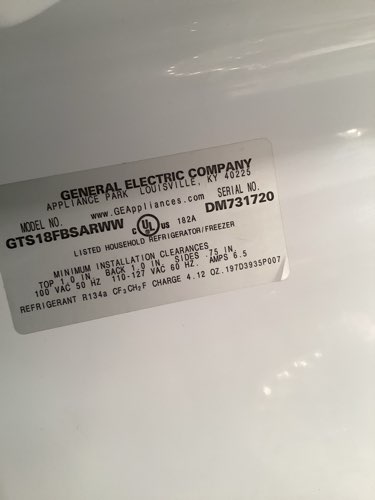 GENERAL ELECTRIC COMPANY
APPLIANCE PARK LOUISVILLE, KY 40225
www.GEAppliances.com
MODEL NO. SERIAL NO.
GTS18FBSARWW C UL US 182A DM731720
LISTED HOUSEHOLD REFRIGERATOR/FREEZER
MINIMUM INSTALLATION CLEARANCES
TOP 1.0 IN. BACK 1.0 IN. SIDES .75 IN.
100 VAC 50 HZ 110-127 VAC 60 HZ. AMPS 6.5
REFRIGERANT R134a CF₃CH₂F CHARGE 4.12 OZ.197D3935P007